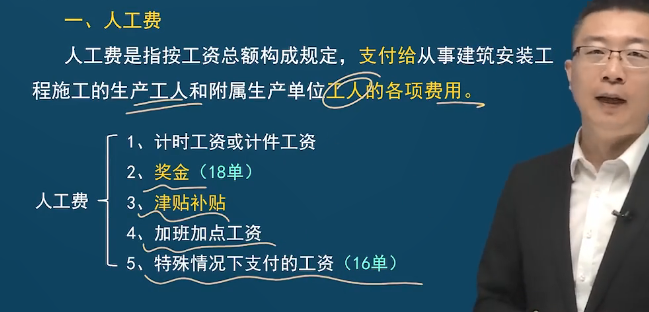 一、人工费
人工费是指按工资总额构成规定，支付给从事建筑安装工
程施工的生产工人和附属生产单位工人的各项费用。
1、计时工资或计件工资
2、奖金（18单）
人工费
3、津贴补贴
4、加班加点工资
5、特殊情况下支付的工资（16单）